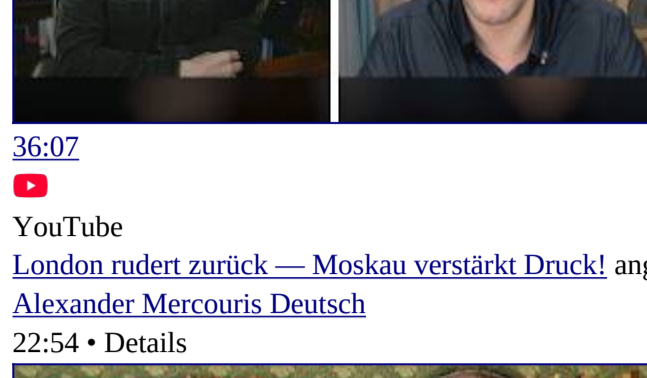 36:07
YouTube
London rudert zurück — Moskau verstärkt Druck!
Alexander Mercouris Deutsch
22:54 • Details